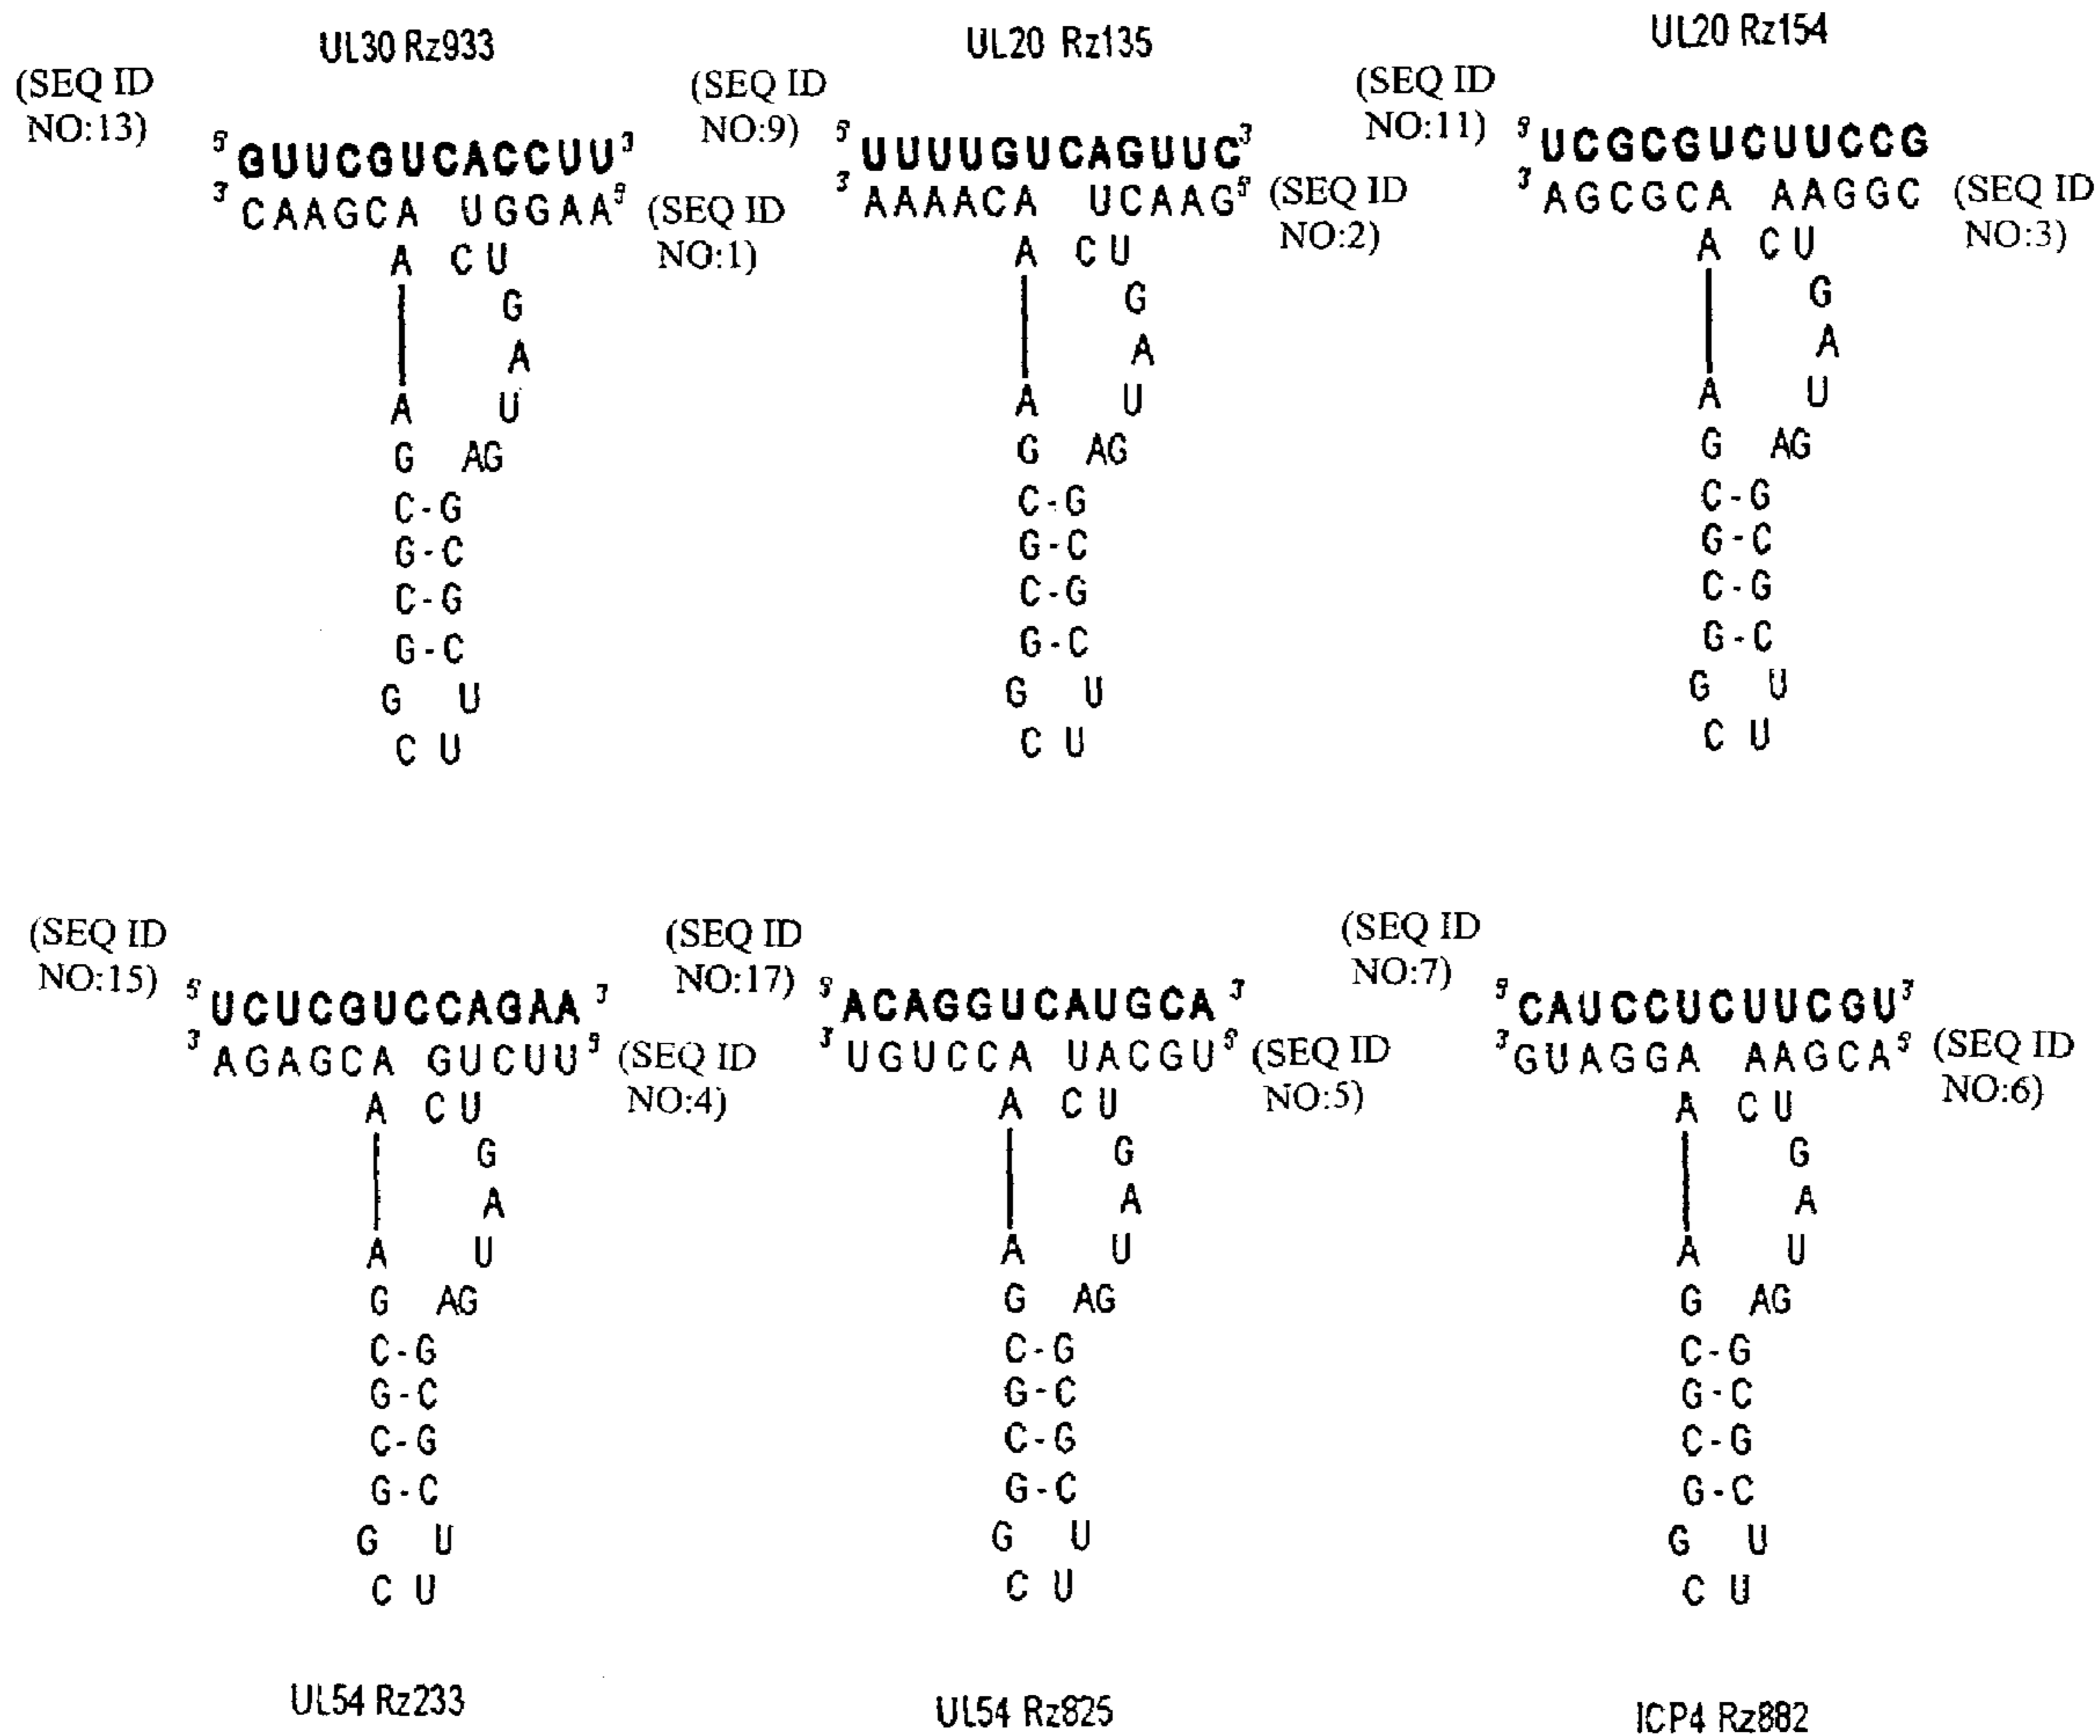 UL30 Rz933
(SEQ ID
NO:13)
5' GUUCGUCACCUU 3'
3' CAAGCA UGGAA 5' (SEQ ID
NO:1)
A CU
G
A
A U
G AG
C - G
G - C
C - G
G - C
G U
C U
UL20 Rz135
(SEQ ID
NO:9)
5' UUUUGUCAGUUC 3'
3' AAAACA UCAAG 5' (SEQ ID
NO:2)
A CU
G
A
A U
G AG
C - G
G - C
C - G
G - C
G U
C U
UL20 Rz154
(SEQ ID
NO:11)
5' UCGCGUCUUCCG
3' AGCGCA AAGGC (SEQ ID
NO:3)
A CU
G
A
A U
G AG
C - G
G - C
C - G
G - C
G U
C U
(SEQ ID
NO:15)
5' UCUCGUCCAGAA 3'
3' AGAGCA GUCUU 5' (SEQ ID
NO:4)
A CU
G
A
A U
G AG
C - G
G - C
C - G
G - C
G U
C U
UL54 Rz233
(SEQ ID
NO:17)
5' ACAGGUCAUGCA 3'
3' UGUCCA UACGU 5' (SEQ ID
NO:5)
A CU
G
A
A U
G AG
C - G
G - C
C - G
G - C
G U
C U
UL54 Rz825
(SEQ ID
NO:7)
5' CAUCCUCUUCGU 3'
3' GUAGGA AAGCA 5' (SEQ ID
NO:6)
A CU
G
A
A U
G AG
C - G
G - C
C - G
G - C
G U
C U
ICP4 Rz882